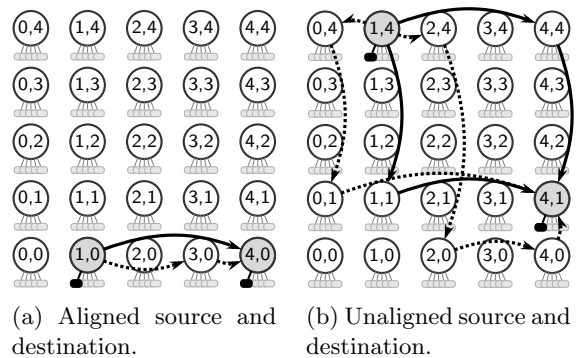 0,4 1,4 2,4 3,4 4,4 0,4 1,4 2,4 3,4 4,4
0,3 1,3 2,3 3,3 4,3 0,3 1,3 2,3 3,3 4,3
0,2 1,2 2,2 3,2 4,2 0,2 1,2 2,2 3,2 4,2
0,1 1,1 2,1 3,1 4,1 0,1 1,1 2,1 3,1 4,1
0,0 1,0 2,0 3,0 4,0 0,0 1,0 2,0 3,0 4,0
(a) Aligned source and
destination.
(b) Unaligned source and
destination.